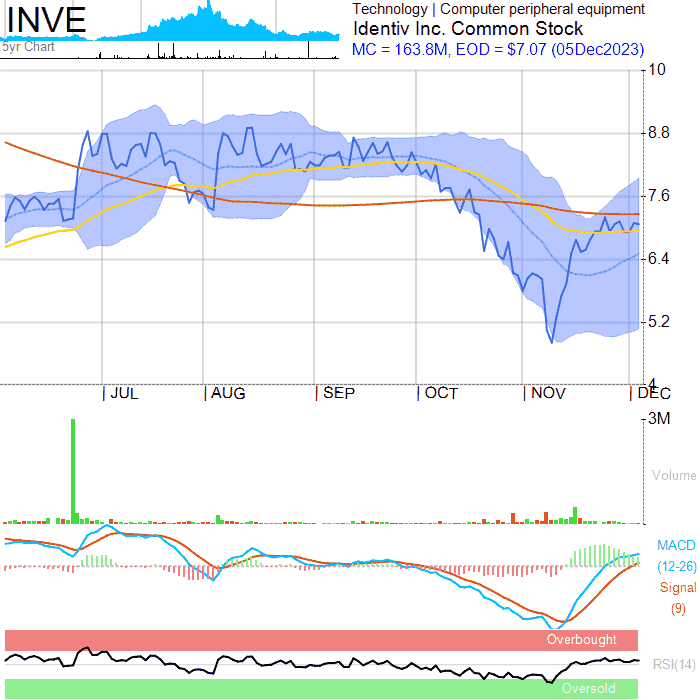 INVE
Technology | Computer peripheral equipment
Identiv Inc. Common Stock
5yr Chart
MC = 163.8M, EOD = $7.07 (05Dec2023)
10
8.8
7.6
6.4
5.2
4
JUL
AUG
SEP
OCT
NOV
DEC
3M
Volume
MACD
(12-26)
Signal
(9)
Overbought
RSI(14)
Oversold